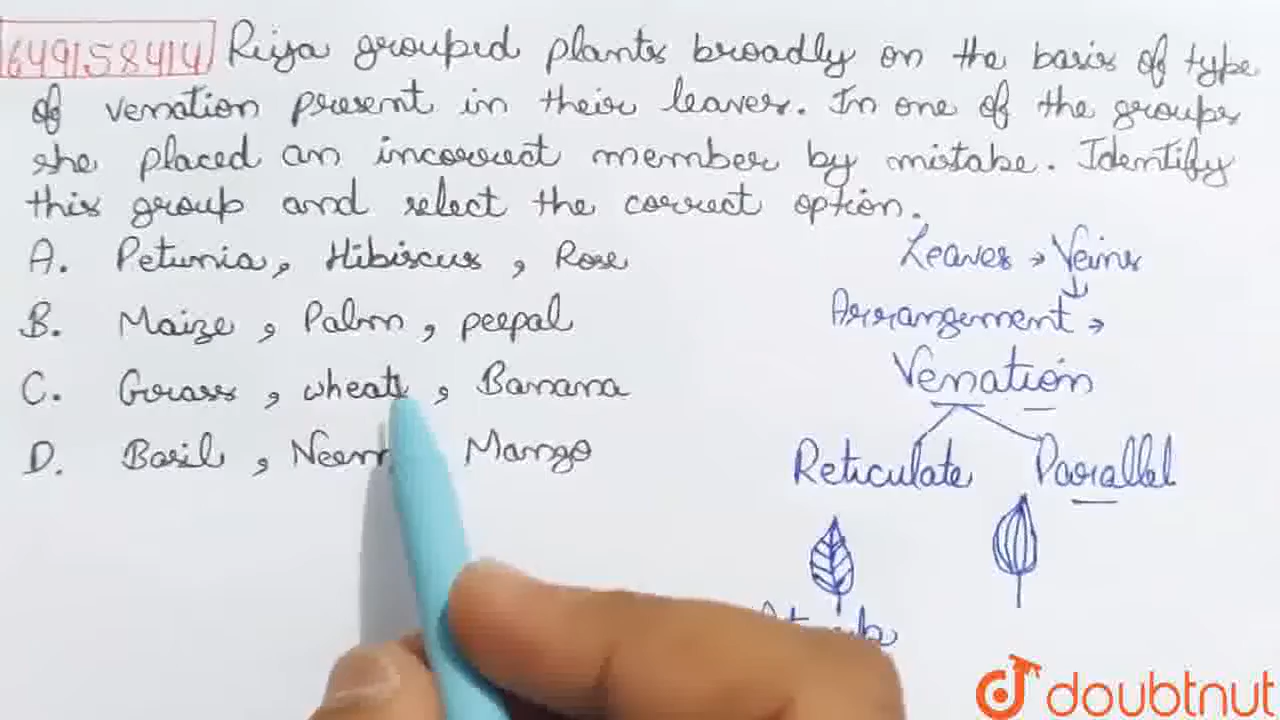 649158414 Riya grouped plants broadly on the basis of type
of venation present in their leaves. In one of the groups
she placed an incorrect member by mistake. Identify
this group and select the correct option.
A. Petunia, Hibiscus, Rose
B. Maize, Palm, peepal
C. Grass, wheat, Banana
D. Basil, Neem Mango
Leaves → Veins
↓
Arrangement →
Venation
Reticulate Parallel
doubtnut